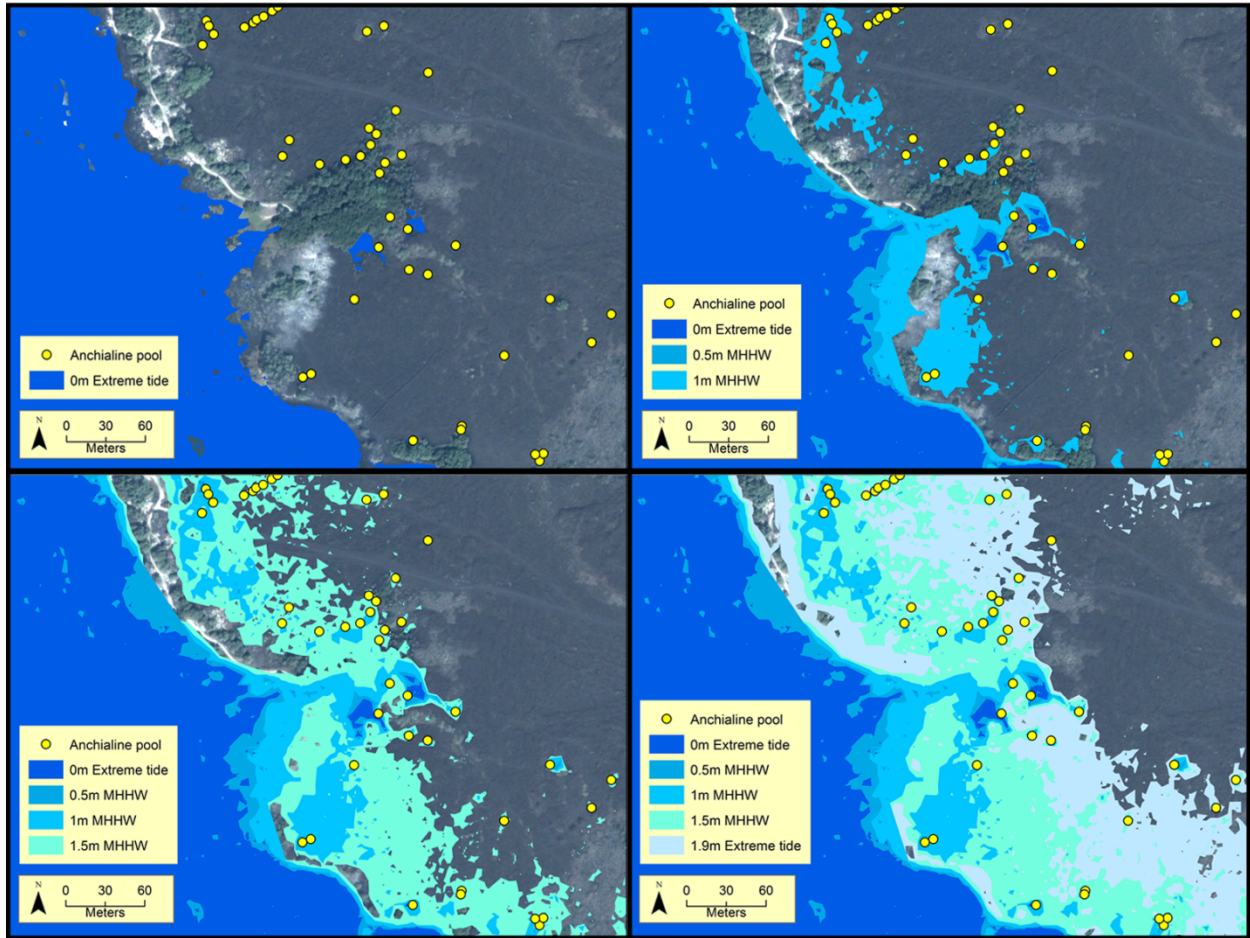 Anchialine pool
0m Extreme tide
N
0 30 60
Meters
Anchialine pool
0m Extreme tide
0.5m MHHW
1m MHHW
N
0 30 60
Meters
Anchialine pool
0m Extreme tide
0.5m MHHW
1m MHHW
1.5m MHHW
N
0 30 60
Meters
Anchialine pool
0m Extreme tide
0.5m MHHW
1m MHHW
1.5m MHHW
1.9m Extreme tide
N
0 30 60
Meters